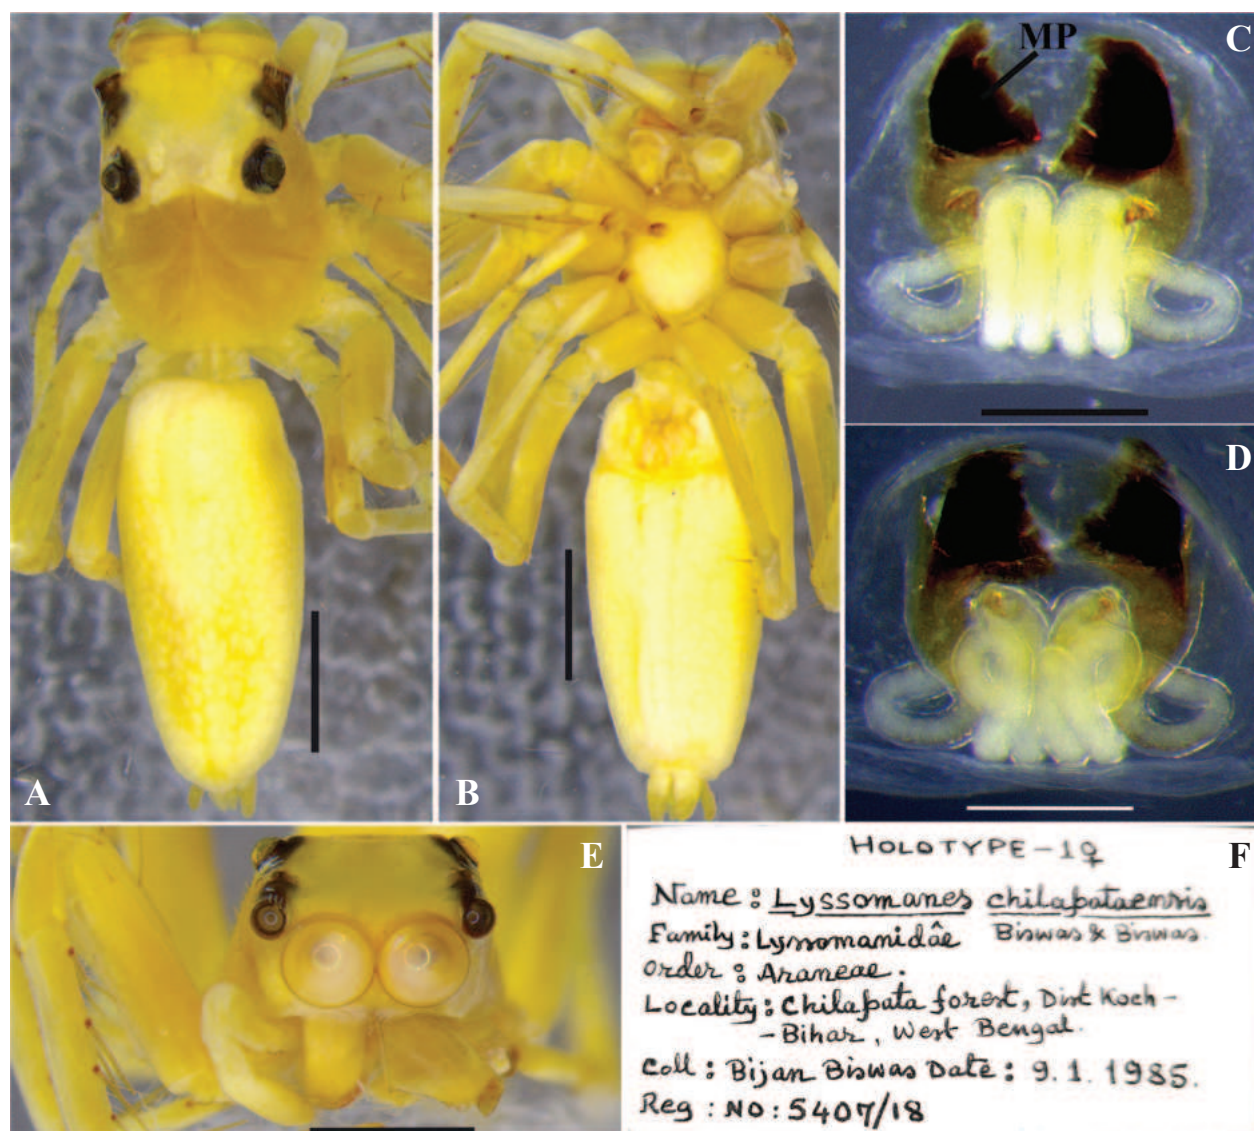 MP
C
A
B
D
E
F
HOLOTYPE - 1♀
Name : Lyssomanes chilapataensis
Biswas & Biswas.
Family : Lyssomanidâe
Order : Araneae.
Locality : Chilapata forest, Dist Koch -
- Bihar, West Bengal.
Coll : Bijan Biswas Date : 9.1.1985.
Reg : NO : 5407/18